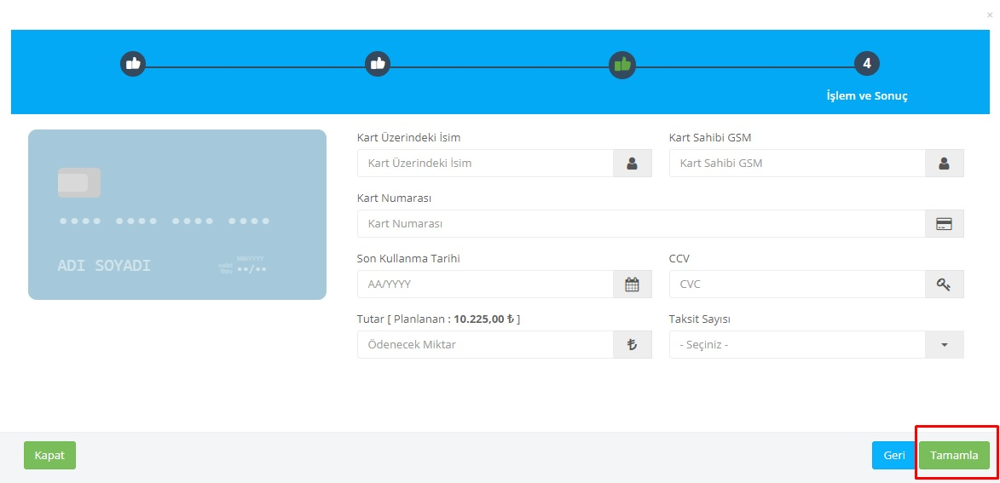 ×
4
İşlem ve Sonuç
ADI SOYADI
Kart Üzerindeki İsim
Kart Üzerindeki İsim
Kart Sahibi GSM
Kart Sahibi GSM
Kart Numarası
Kart Numarası
Son Kullanma Tarihi
AA/YYYY
CCV
CVC
Tutar [ Planlanan : 10.225,00 ₺ ]
Ödenecek Miktar
₺
Taksit Sayısı
- Seçiniz -
Kapat
Geri
Tamamla